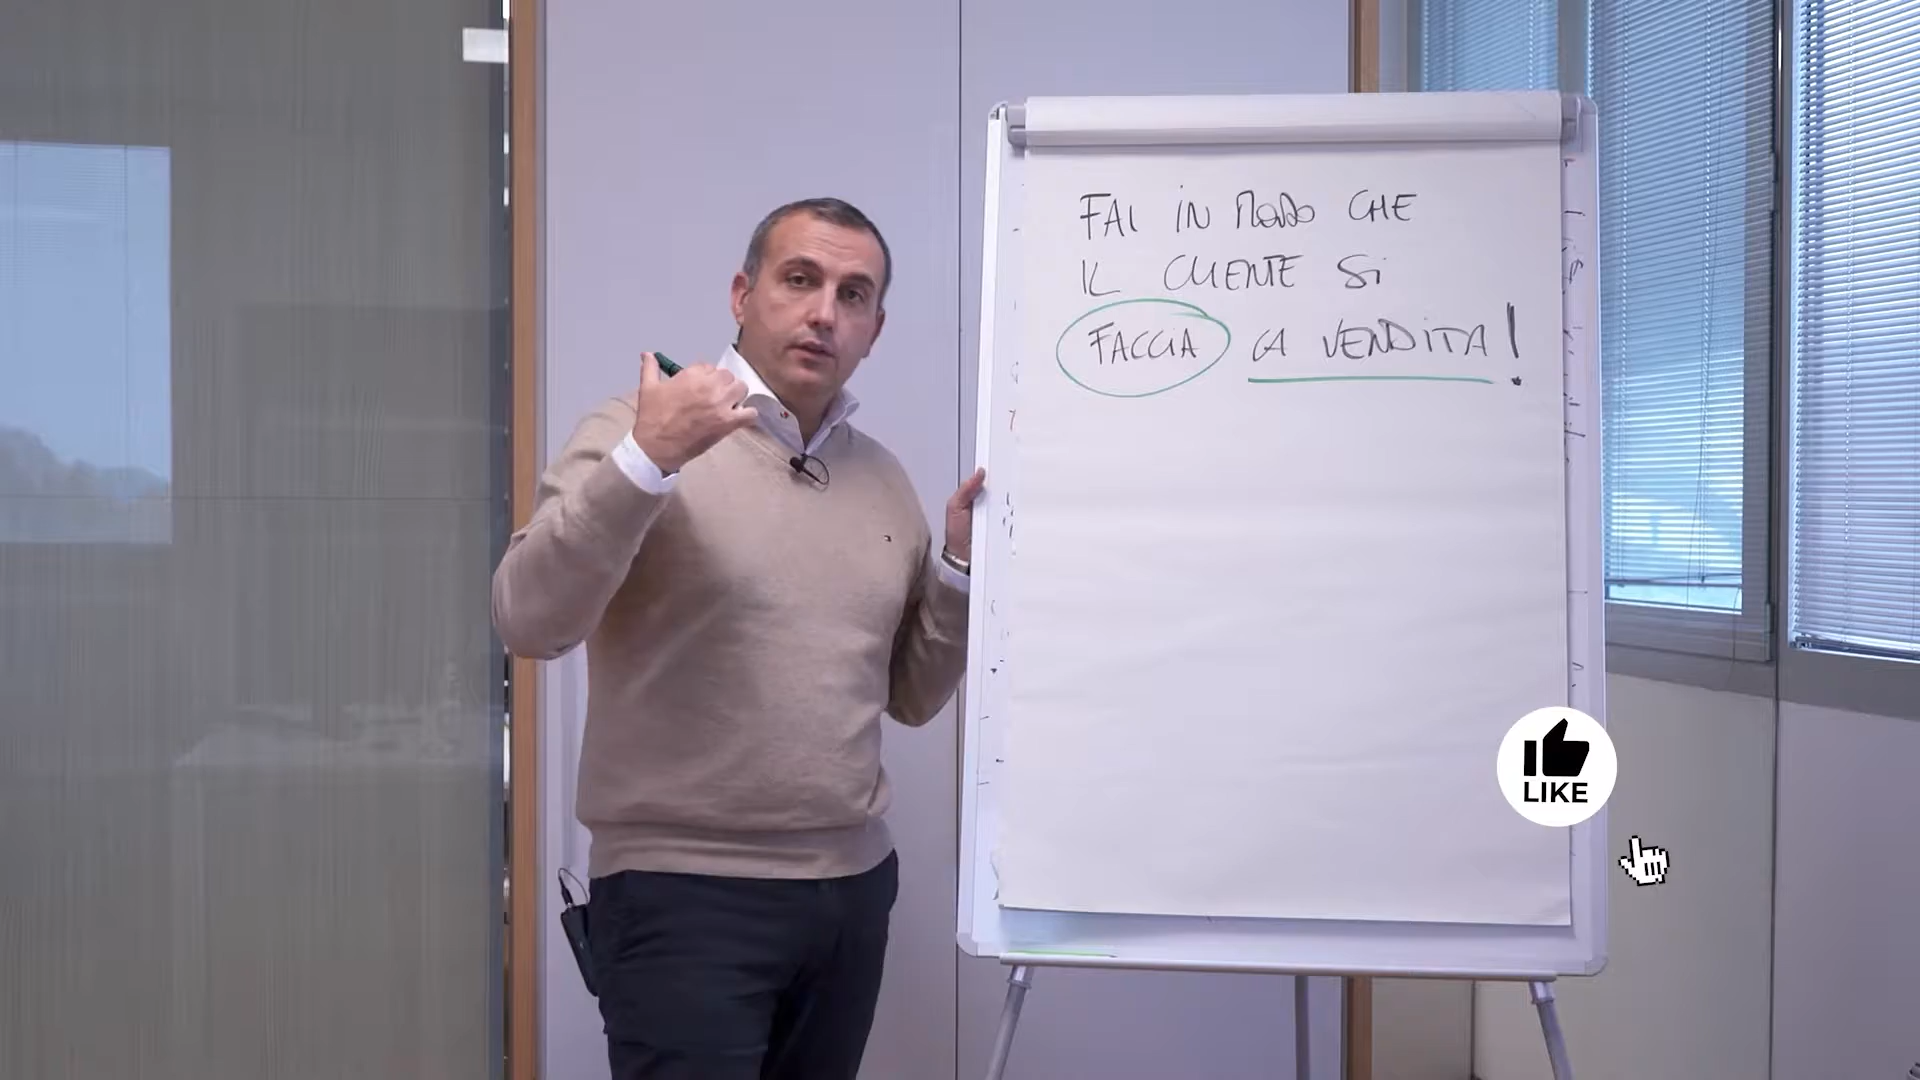 FAI IN MODO CHE
IL CLIENTE Si
FACCIA LA VENDITA!
LIKE